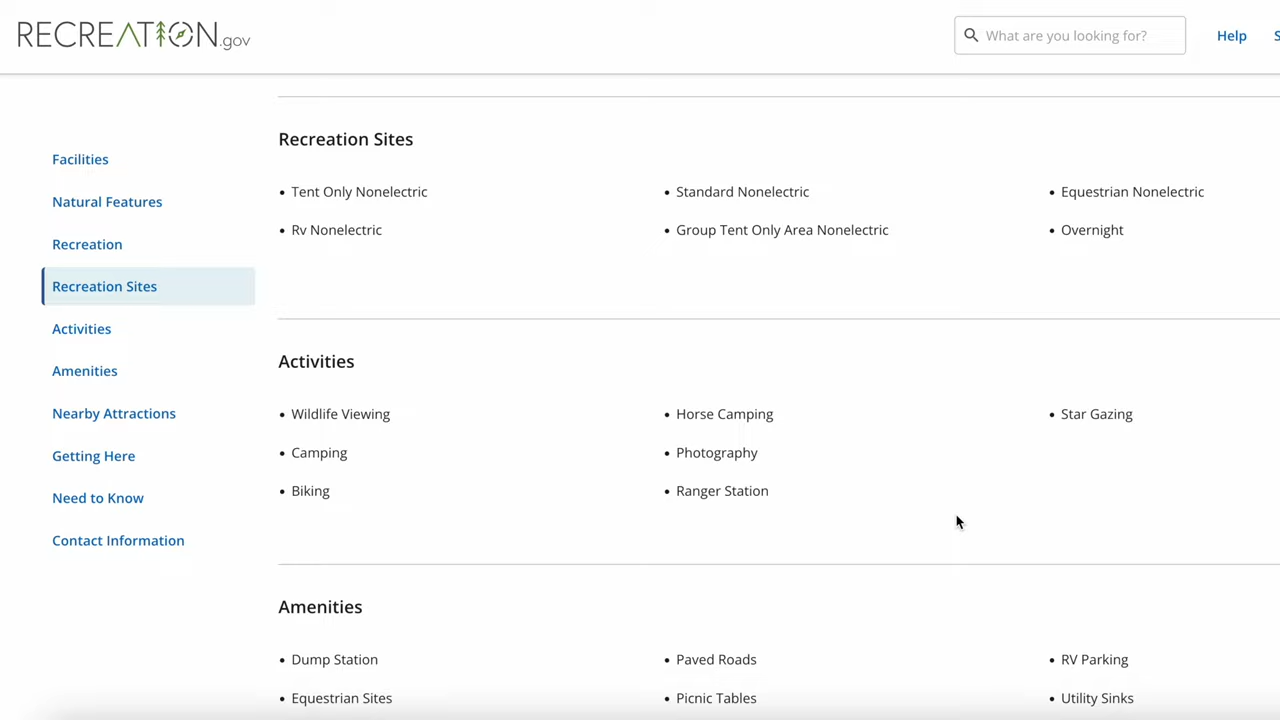 RECREATION.gov
What are you looking for?
Help
S
Facilities
Natural Features
Recreation
Recreation Sites
Activities
Amenities
Nearby Attractions
Getting Here
Need to Know
Contact Information
Recreation Sites
• Tent Only Nonelectric
• Standard Nonelectric
• Equestrian Nonelectric
• Rv Nonelectric
• Group Tent Only Area Nonelectric
• Overnight
Activities
• Wildlife Viewing
• Horse Camping
• Star Gazing
• Camping
• Photography
• Biking
• Ranger Station
Amenities
• Dump Station
• Paved Roads
• RV Parking
• Equestrian Sites
• Picnic Tables
• Utility Sinks